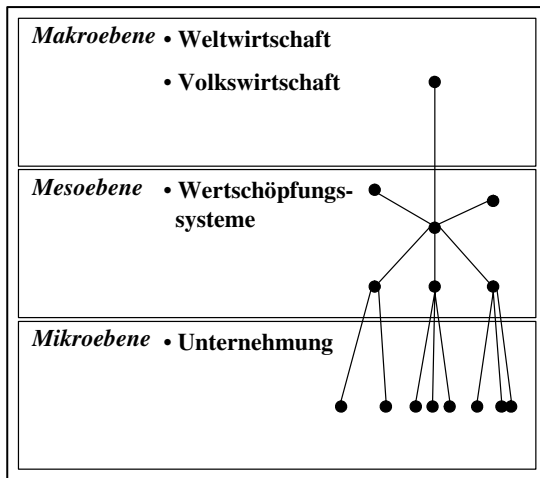 Makroebene • Weltwirtschaft
• Volkswirtschaft
Mesoebene • Wertschöpfungs-
systeme
Mikroebene • Unternehmung